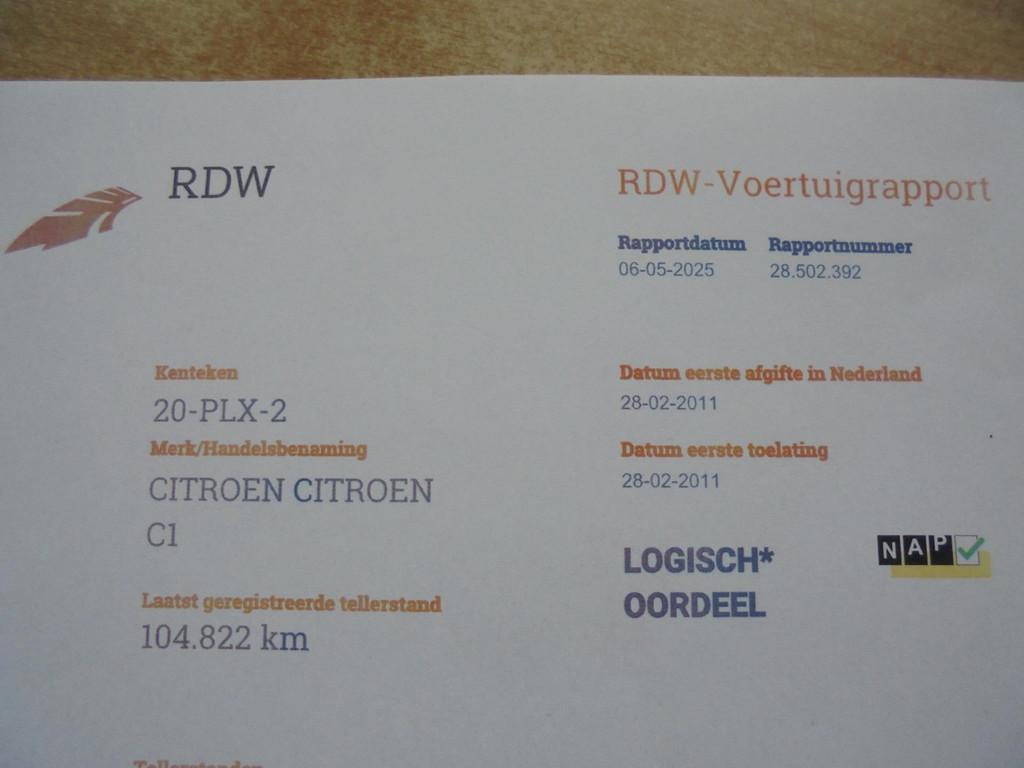 RDW
RDW-Voertuigrapport
Rapportdatum Rapportnummer
06-05-2025 28.502.392
Kenteken
20-PLX-2
Merk/Handelsbenaming
CITROEN CITROEN
C1
Laatst geregistreerde tellerstand
104.822 km
Datum eerste afgifte in Nederland
28-02-2011
Datum eerste toelating
28-02-2011
LOGISCH*
OORDEEL
NAP
Tellerstanden